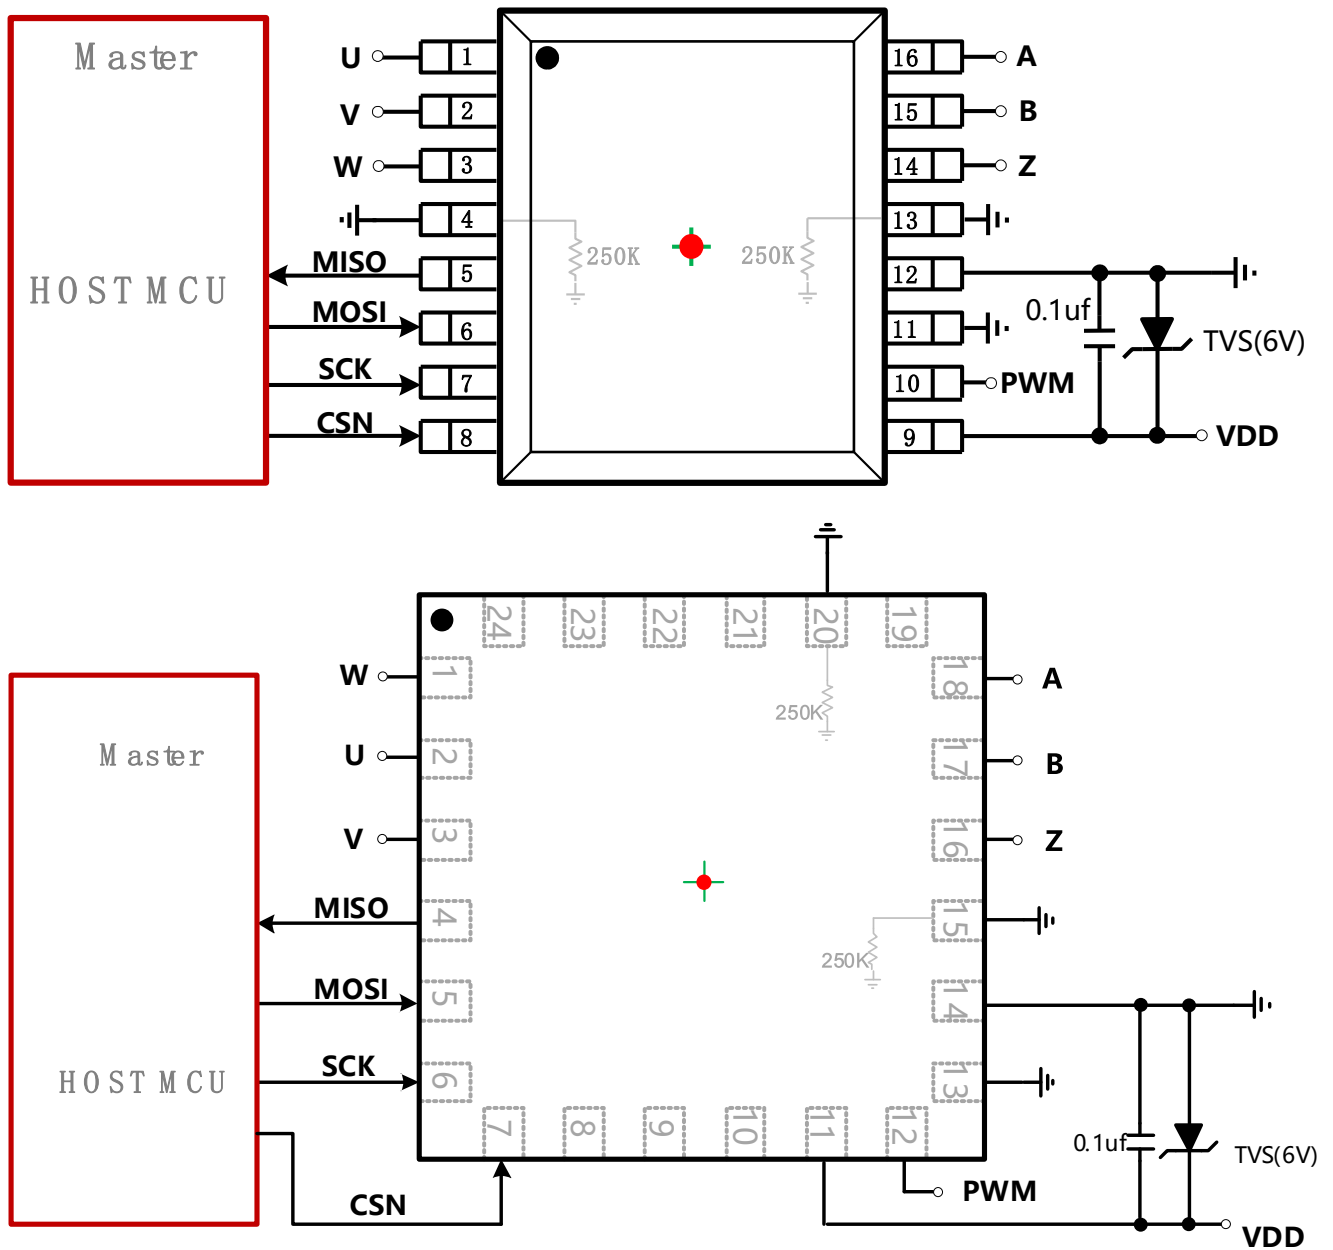 Master
HOST MCU
U 1
V 2
W 3
4
MISO 5
MOSI 6
SCK 7
CSN 8
250K
250K
16 A
15 B
14 Z
13
12
11
10 PWM
9 VDD
0.1uf
TVS(6V)
Master
HOST MCU
24 23 22 21 20 19
W 1
U 2
V 3
MISO 4
MOSI 5
SCK 6
CSN
7 8 9 10 11 12
250K
250K
18 A
17 B
16 Z
15
14
13
0.1uf
TVS(6V)
PWM
VDD